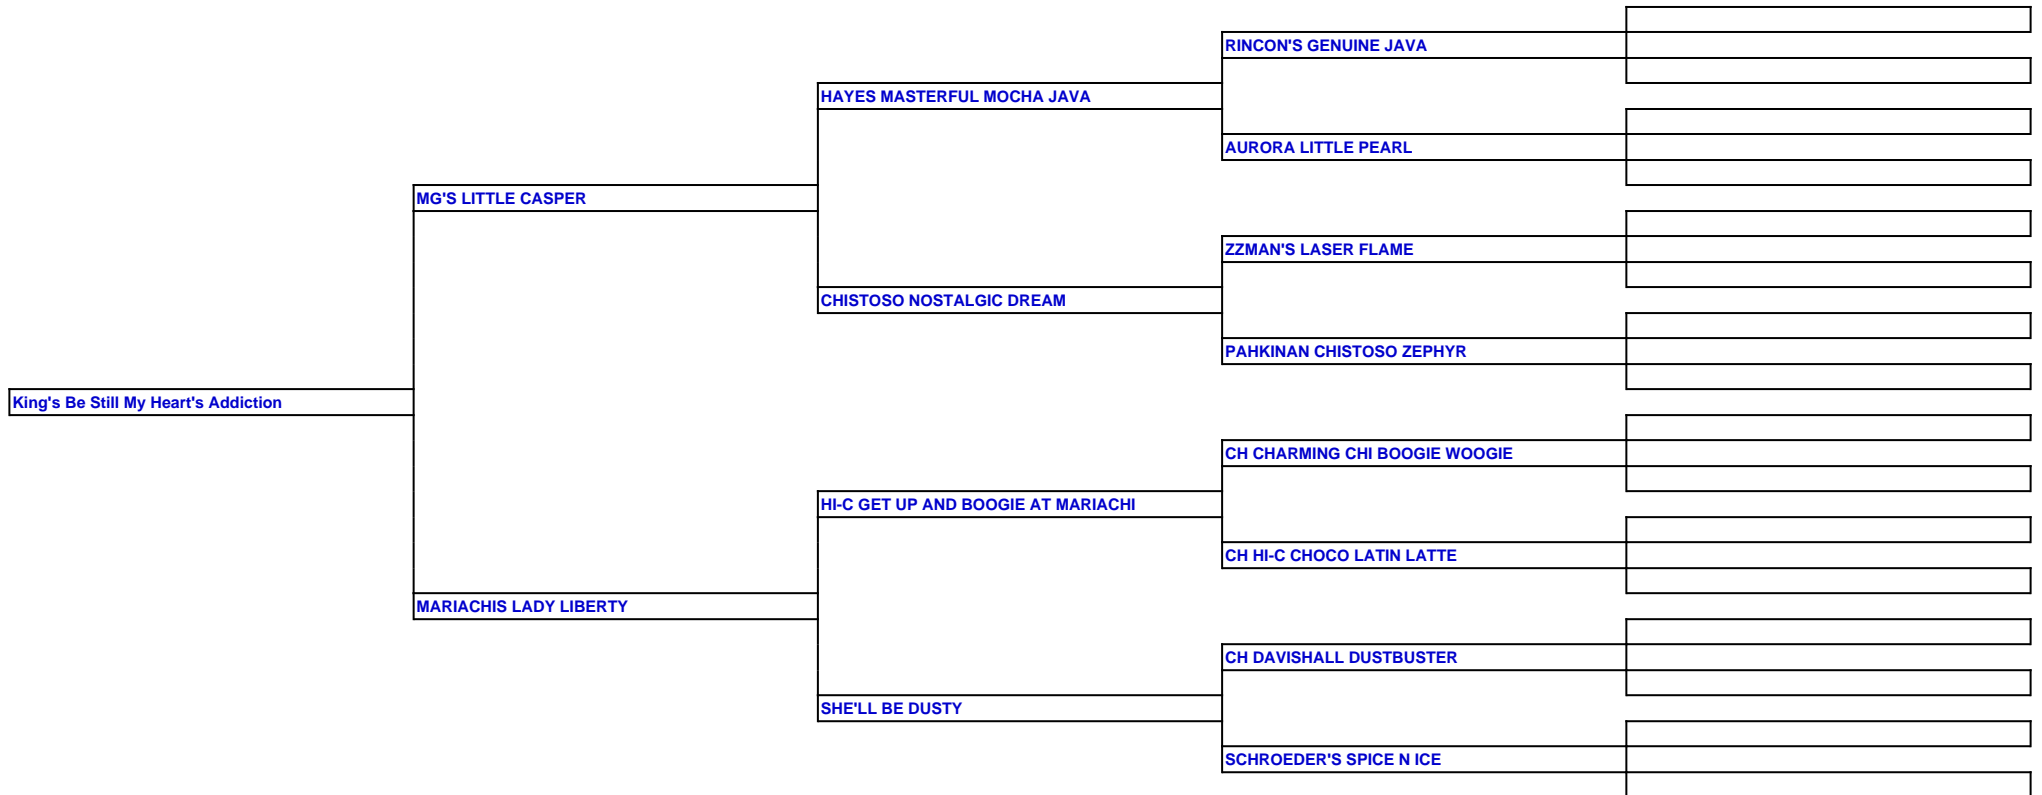 RINCON'S GENUINE JAVA
HAYES MASTERFUL MOCHA JAVA
AURORA LITTLE PEARL
MG'S LITTLE CASPER
ZZMAN'S LASER FLAME
CHISTOSO NOSTALGIC DREAM
PAHKINAN CHISTOSO ZEPHYR
King's Be Still My Heart's Addiction
CH CHARMING CHI BOOGIE WOOGIE
HI-C GET UP AND BOOGIE AT MARIACHI
CH HI-C CHOCO LATIN LATTE
MARIACHIS LADY LIBERTY
CH DAVISHALL DUSTBUSTER
SHE'LL BE DUSTY
SCHROEDER'S SPICE N ICE